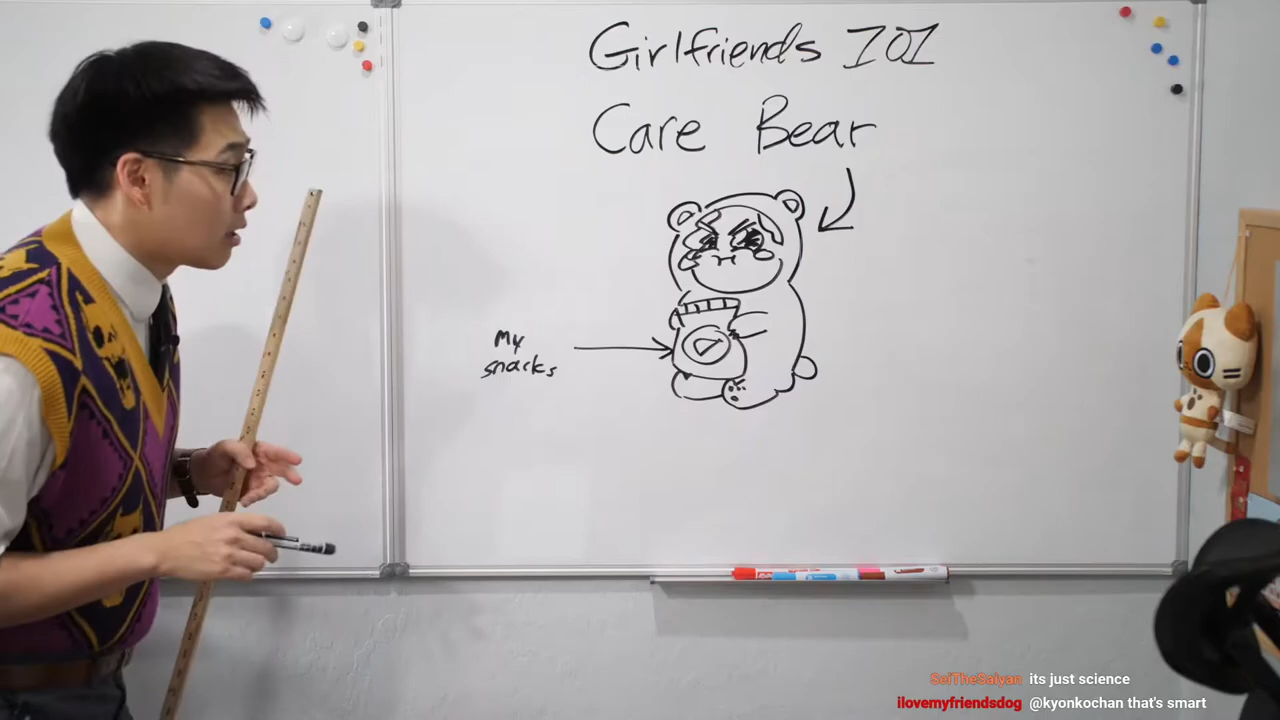 Girlfriends 101
Care Bear
My
snacks
SeiTheSaiyan its just science
ilovemyfriendsdog @kyonkochan that's smart